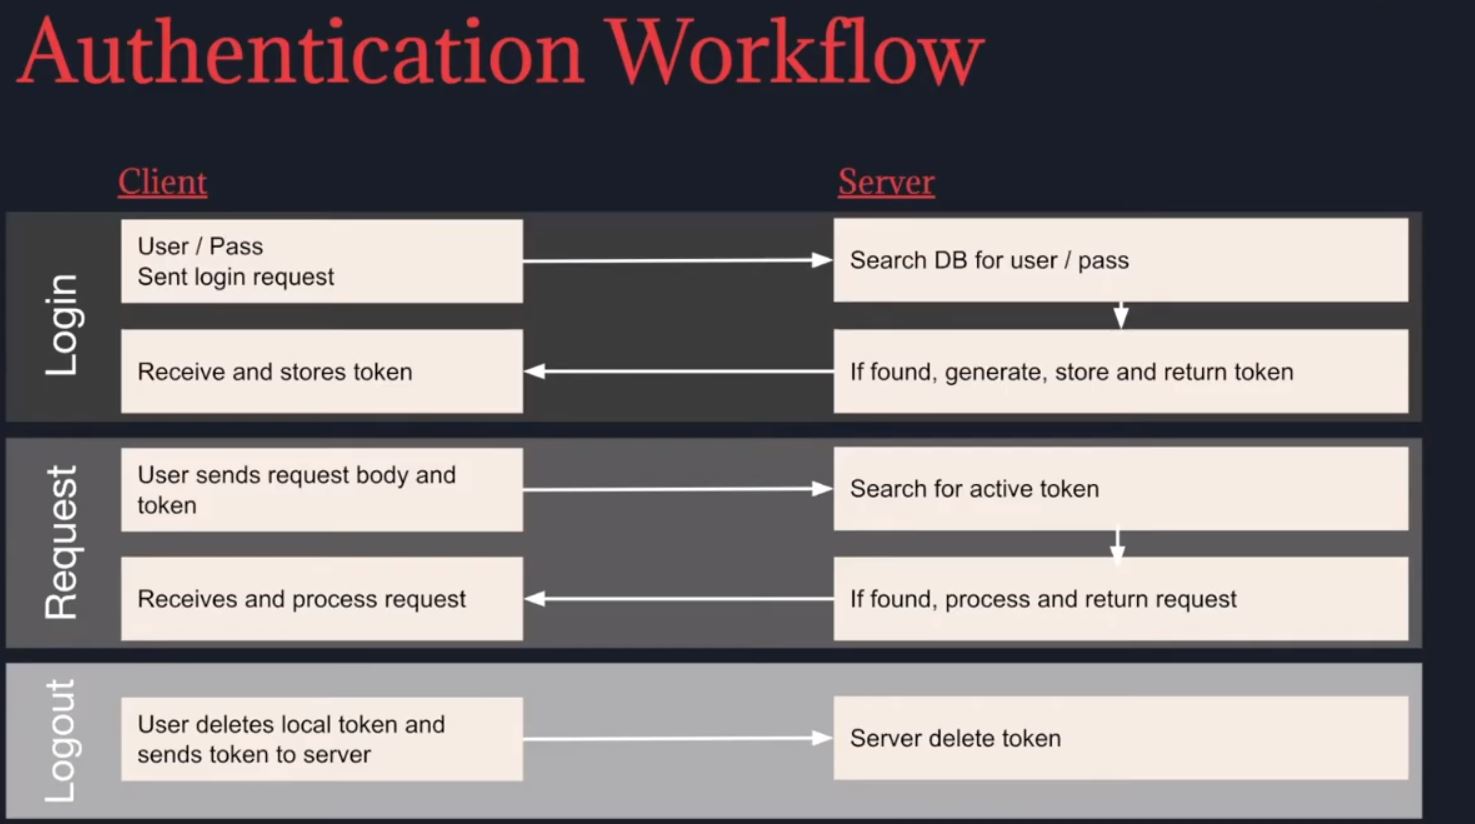 Authentication Workflow
Client
Server
Login
User / Pass
Sent login request
Search DB for user / pass
Receive and stores token
If found, generate, store and return token
Request
User sends request body and
token
Search for active token
Receives and process request
If found, process and return request
Logout
User deletes local token and
sends token to server
Server delete token